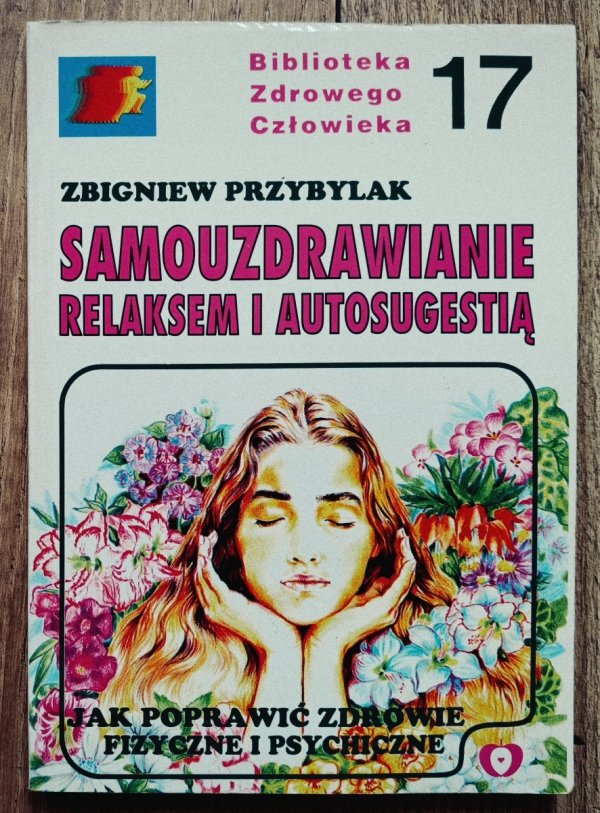 Biblioteka
Zdrowego
Człowieka
17
ZBIGNIEW PRZYBYLAK
SAMOUZDRAWIANIE
RELAKSEM I AUTOSUGESTIĄ
JAK POPRAWIĆ ZDROWIE
FIZYCZNE I PSYCHICZNE